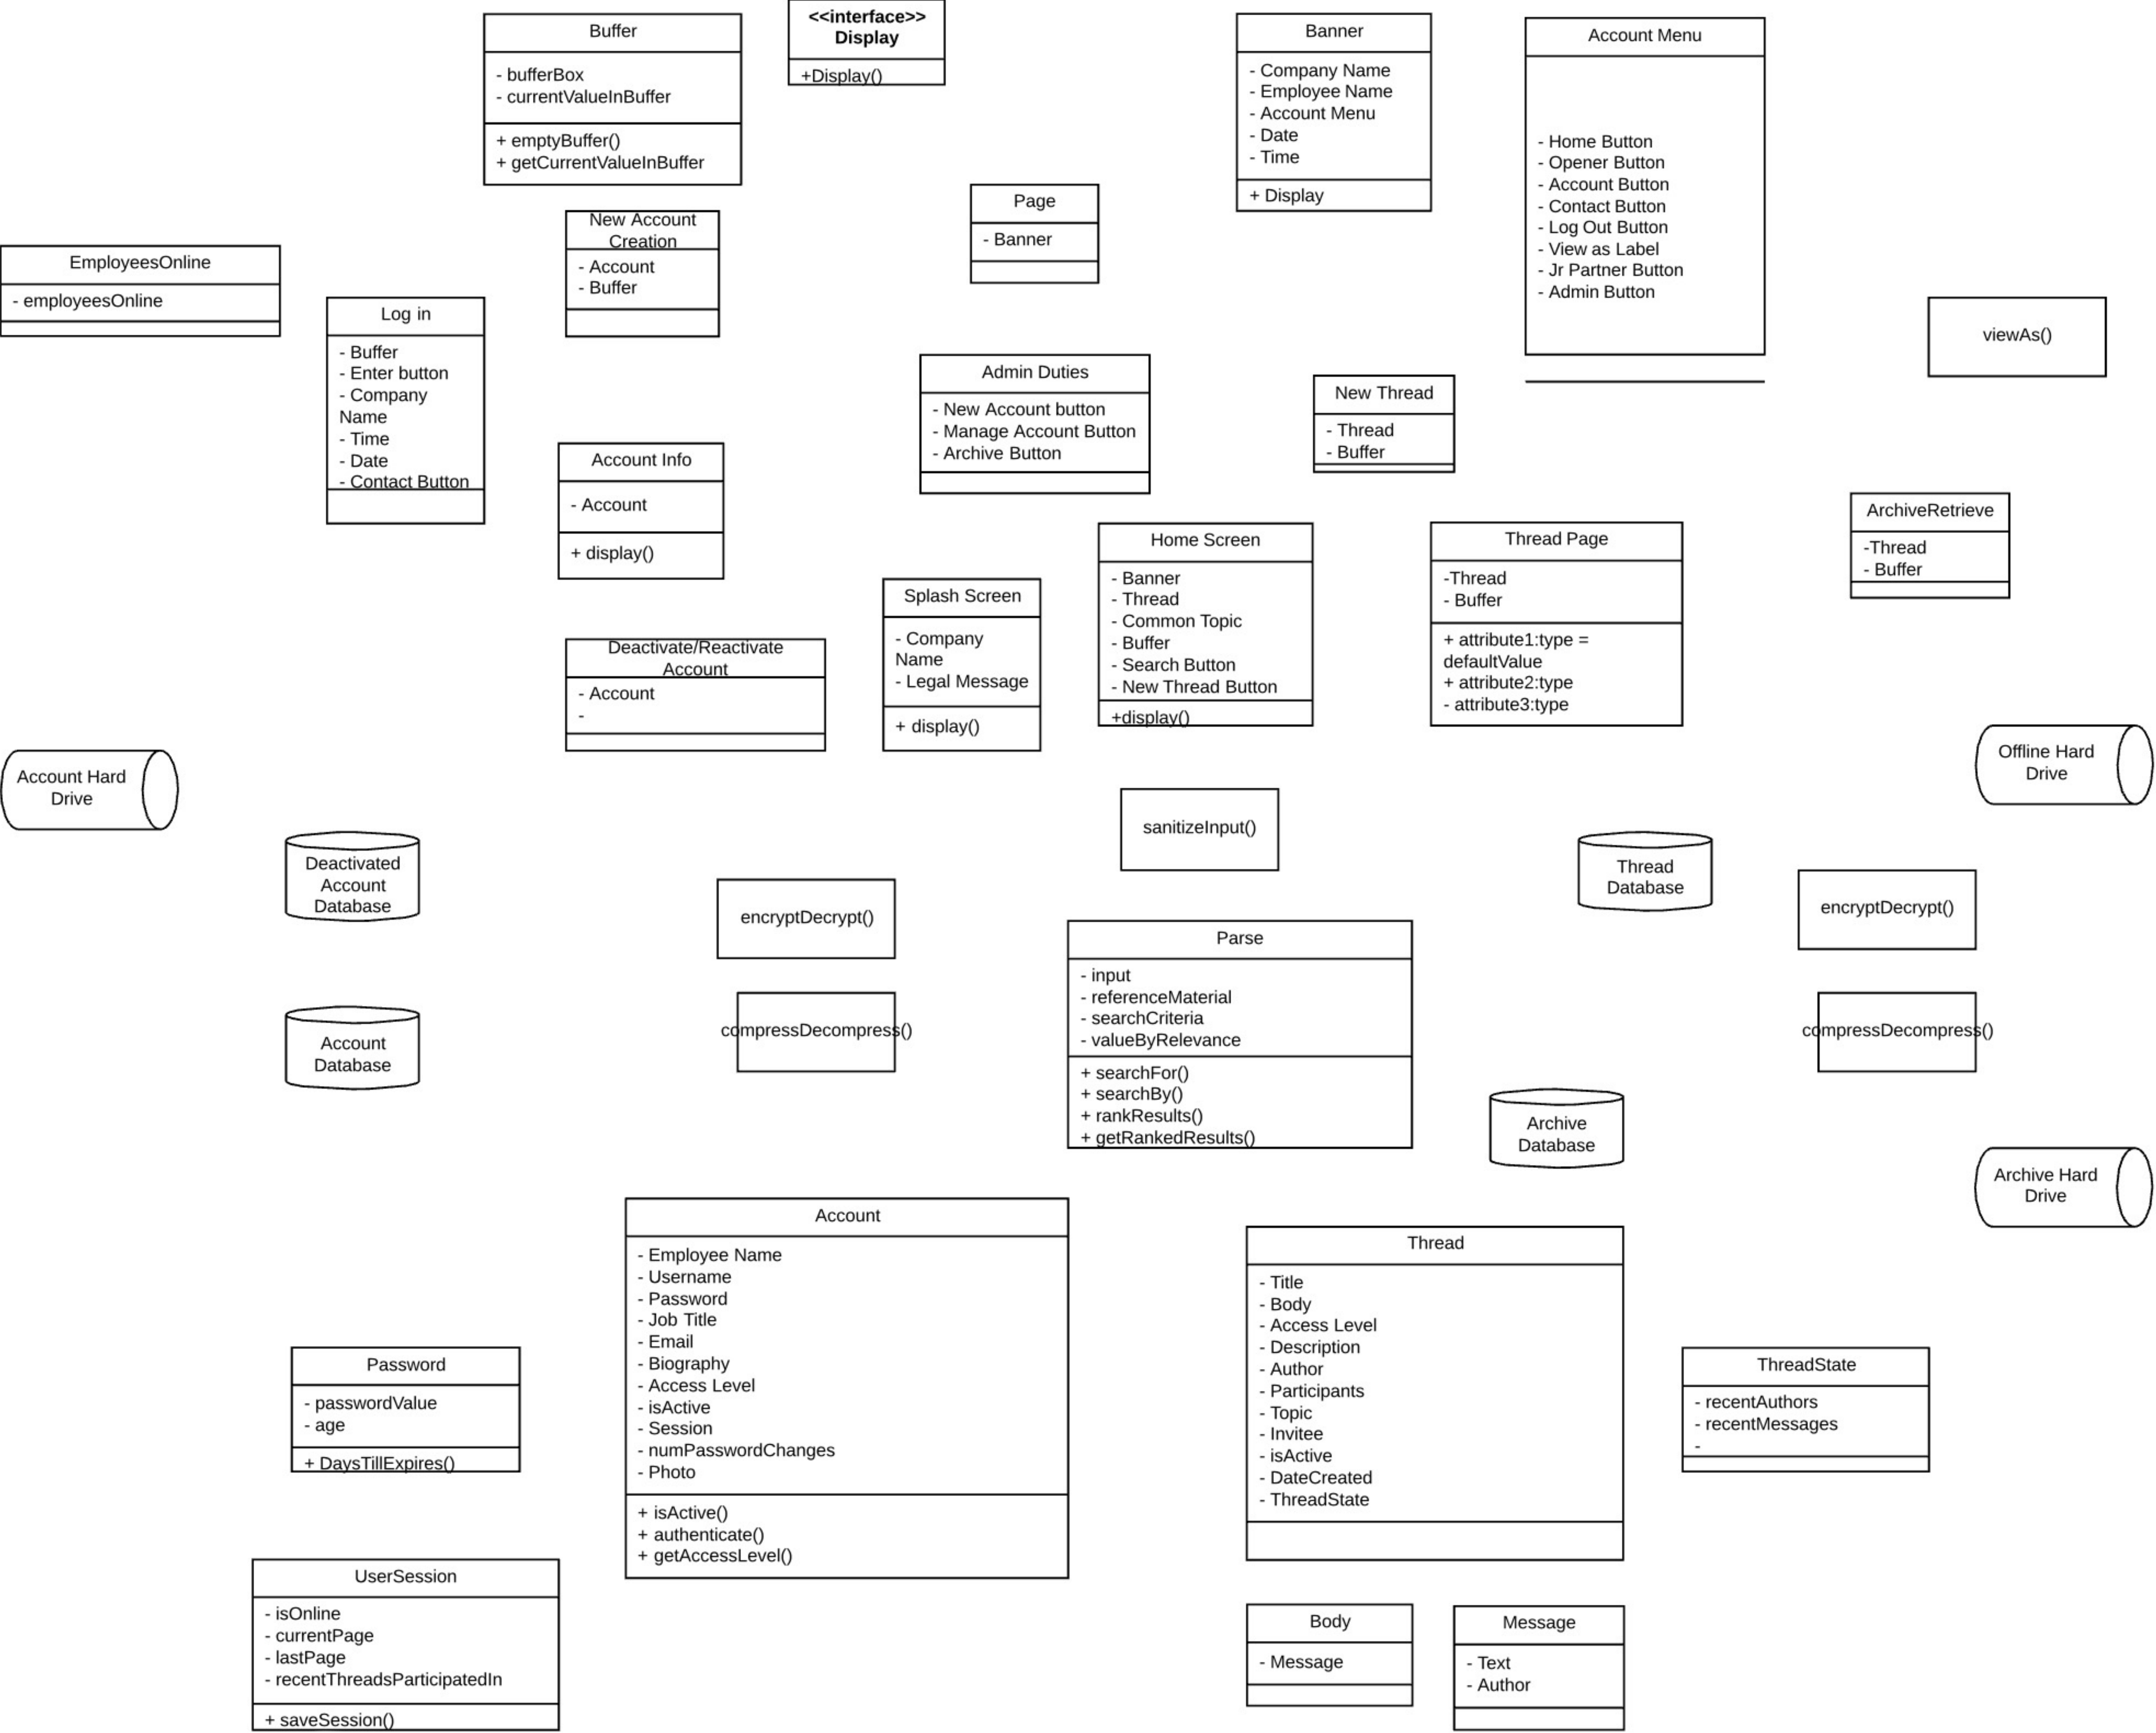 Buffer
- bufferBox
- currentValueInBuffer
+ emptyBuffer()
+ getCurrentValueInBuffer
<<interface>>
Display
+Display()
Banner
- Company Name
- Employee Name
- Account Menu
- Date
- Time
+ Display
Account Menu
- Home Button
- Opener Button
- Account Button
- Contact Button
- Log Out Button
- View as Label
- Jr Partner Button
- Admin Button
Page
- Banner
New Account
Creation
- Account
- Buffer
EmployeesOnline
- employeesOnline
Log in
- Buffer
- Enter button
- Company
Name
- Time
- Date
- Contact Button
viewAs()
Admin Duties
- New Account button
- Manage Account Button
- Archive Button
New Thread
- Thread
- Buffer
Account Info
- Account
+ display()
ArchiveRetrieve
-Thread
- Buffer
Home Screen
- Banner
- Thread
- Common Topic
- Buffer
- Search Button
- New Thread Button
+display()
Thread Page
-Thread
- Buffer
+ attribute1:type =
defaultValue
+ attribute2:type
- attribute3:type
Splash Screen
- Company
Name
- Legal Message
+ display()
Deactivate/Reactivate
Account
- Account
-
Account Hard
Drive
Offline Hard
Drive
sanitizeInput()
Deactivated
Account
Database
Thread
Database
encryptDecrypt()
encryptDecrypt()
Parse
- input
- referenceMaterial
- searchCriteria
- valueByRelevance
+ searchFor()
+ searchBy()
+ rankResults()
+ getRankedResults()
Account
Database
compressDecompress()
compressDecompress()
Archive
Database
Archive Hard
Drive
Account
- Employee Name
- Username
- Password
- Job Title
- Email
- Biography
- Access Level
- isActive
- Session
- numPasswordChanges
- Photo
+ isActive()
+ authenticate()
+ getAccessLevel()
Thread
- Title
- Body
- Access Level
- Description
- Author
- Participants
- Topic
- Invitee
- isActive
- DateCreated
- ThreadState
Password
- passwordValue
- age
+ DaysTillExpires()
ThreadState
- recentAuthors
- recentMessages
-
UserSession
- isOnline
- currentPage
- lastPage
- recentThreadsParticipatedIn
+ saveSession()
Body
- Message
Message
- Text
- Author